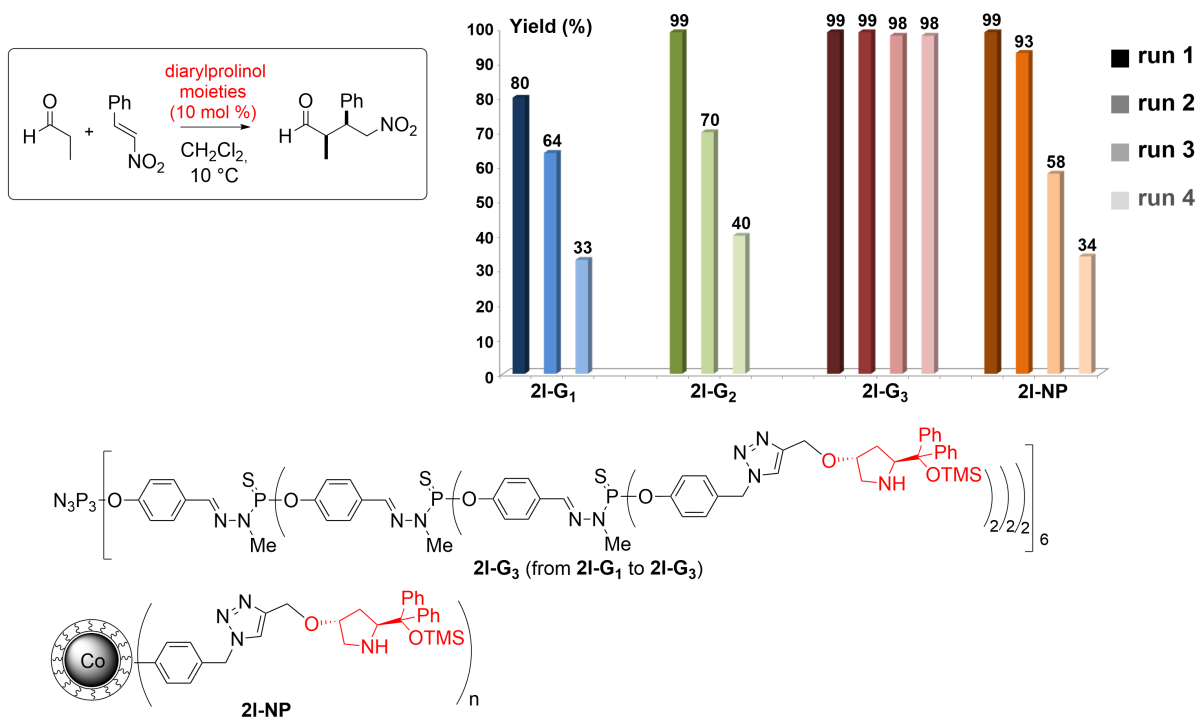 O
H
+
Ph
NO2
diarylprolinol
moieties
(10 mol %)
CH2Cl2,
10 °C
O
H
Ph
NO2
Yield (%)
100
90
80
70
60
50
40
30
20
10
0
80
64
33
99
70
40
99
99
98
98
99
93
58
34
2l-G1
2l-G2
2l-G3
2l-NP
run 1
run 2
run 3
run 4
N3P3
O
N
N
Me
S
P
O
N
N
Me
S
P
O
N
N
Me
S
P
O
N
N
N
O
NH
Ph
Ph
OTMS
2
2
2
6
2l-G3 (from 2l-G1 to 2l-G3)
Co
N
N
N
O
NH
Ph
Ph
OTMS
n
2l-NP